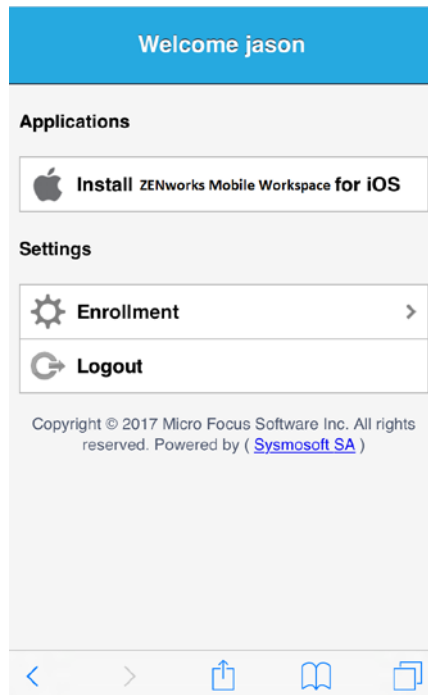 Welcome jason
Applications
Install ZENworks Mobile Workspace for iOS
Settings
Enrollment
Logout
Copyright © 2017 Micro Focus Software Inc. All rights
reserved. Powered by ( Sysmosoft SA )